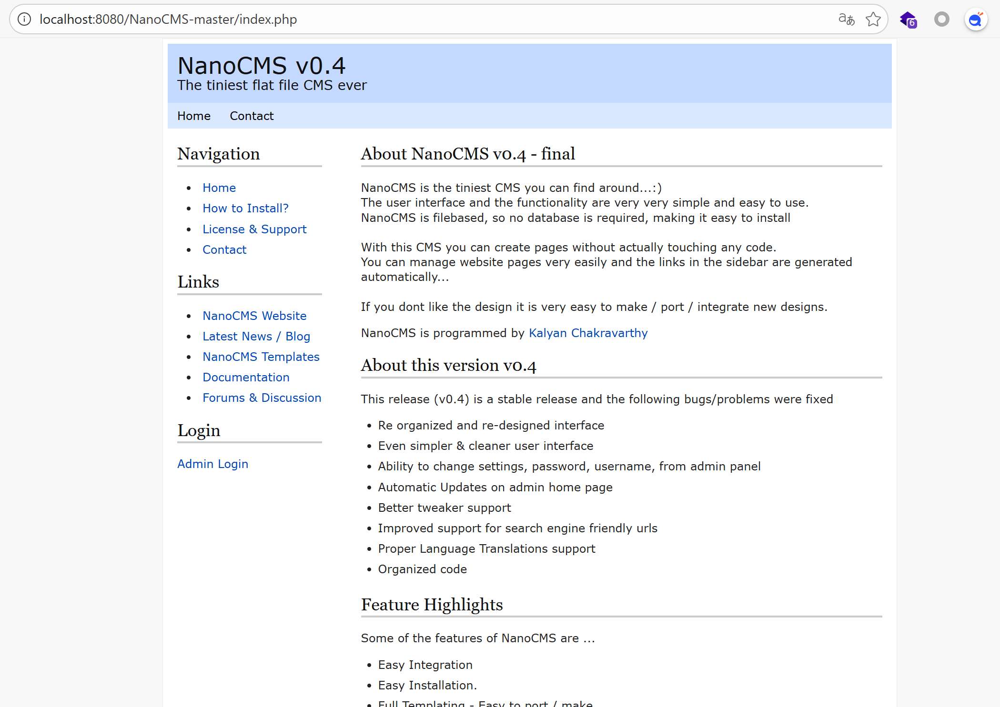 localhost:8080/NanoCMS-master/index.php
aあ
6
NanoCMS v0.4
The tiniest flat file CMS ever
Home Contact
Navigation
Home
How to Install?
License & Support
Contact
Links
NanoCMS Website
Latest News / Blog
NanoCMS Templates
Documentation
Forums & Discussion
Login
Admin Login
About NanoCMS v0.4 - final
NanoCMS is the tiniest CMS you can find around...:)
The user interface and the functionality are very very simple and easy to use.
NanoCMS is filebased, so no database is required, making it easy to install
With this CMS you can create pages without actually touching any code.
You can manage website pages very easily and the links in the sidebar are generated
automatically...
If you dont like the design it is very easy to make / port / integrate new designs.
NanoCMS is programmed by Kalyan Chakravarthy
About this version v0.4
This release (v0.4) is a stable release and the following bugs/problems were fixed
Re organized and re-designed interface
Even simpler & cleaner user interface
Ability to change settings, password, username, from admin panel
Automatic Updates on admin home page
Better tweaker support
Improved support for search engine friendly urls
Proper Language Translations support
Organized code
Feature Highlights
Some of the features of NanoCMS are ...
Easy Integration
Easy Installation.
Full Templating - Easy to port / make